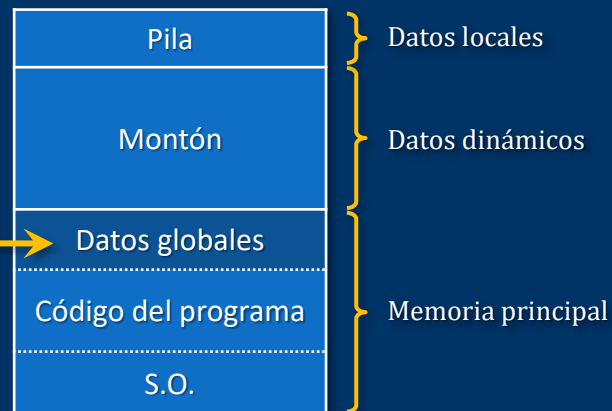 Pila
Datos locales
Montón
Datos dinámicos
Datos globales
Código del programa
Memoria principal
S.O.